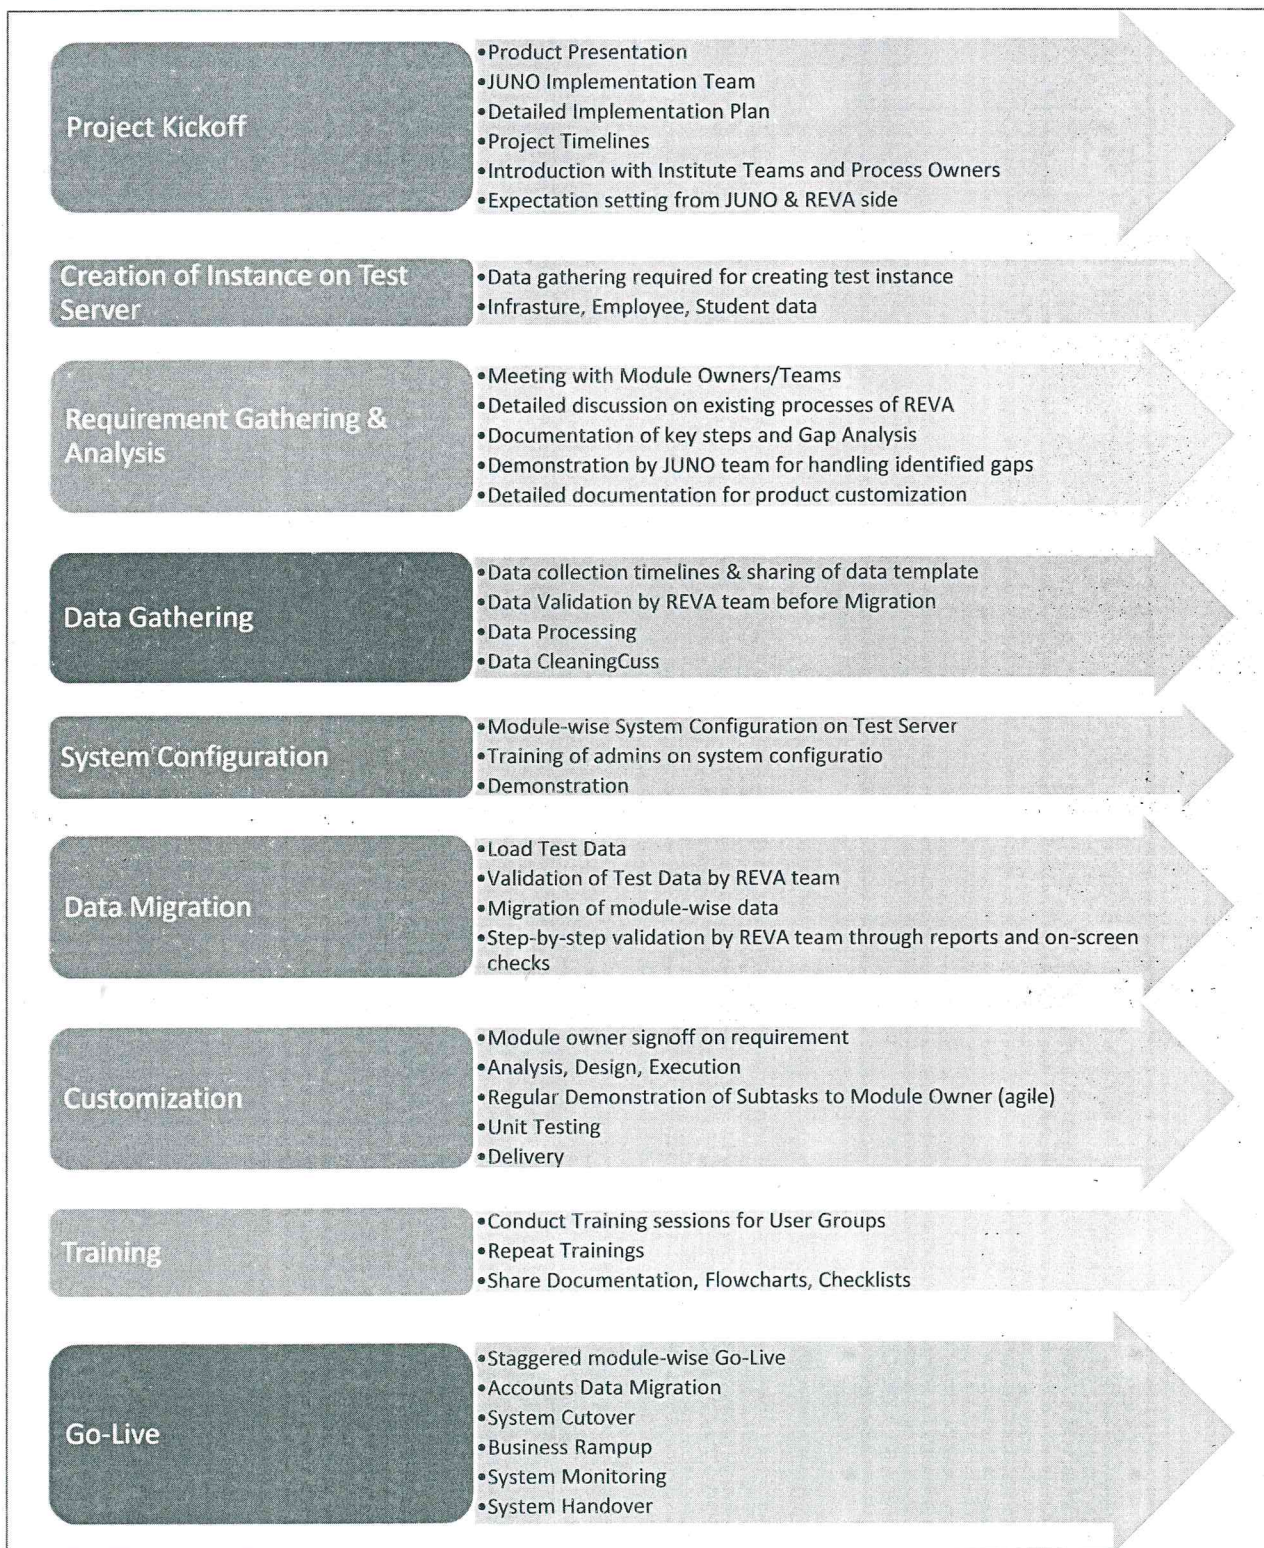 Project Kickoff
•Product Presentation
•JUNO Implementation Team
•Detailed Implementation Plan
•Project Timelines
•Introduction with Institute Teams and Process Owners
•Expectation setting from JUNO & REVA side
Creation of Instance on Test
Server
•Data gathering required for creating test instance
•Infrasture, Employee, Student data
Requirement Gathering &
Analysis
•Meeting with Module Owners/Teams
•Detailed discussion on existing processes of REVA
•Documentation of key steps and Gap Analysis
•Demonstration by JUNO team for handling identified gaps
•Detailed documentation for product customization
Data Gathering
•Data collection timelines & sharing of data template
•Data Validation by REVA team before Migration
•Data Processing
•Data CleaningCuss
System Configuration
•Module-wise System Configuration on Test Server
•Training of admins on system configuratio
•Demonstration
Data Migration
•Load Test Data
•Validation of Test Data by REVA team
•Migration of module-wise data
•Step-by-step validation by REVA team through reports and on-screen
checks
Customization
•Module owner signoff on requirement
•Analysis, Design, Execution
•Regular Demonstration of Subtasks to Module Owner (agile)
•Unit Testing
•Delivery
Training
•Conduct Training sessions for User Groups
•Repeat Trainings
•Share Documentation, Flowcharts, Checklists
Go-Live
•Staggered module-wise Go-Live
•Accounts Data Migration
•System Cutover
•Business Rampup
•System Monitoring
•System Handover